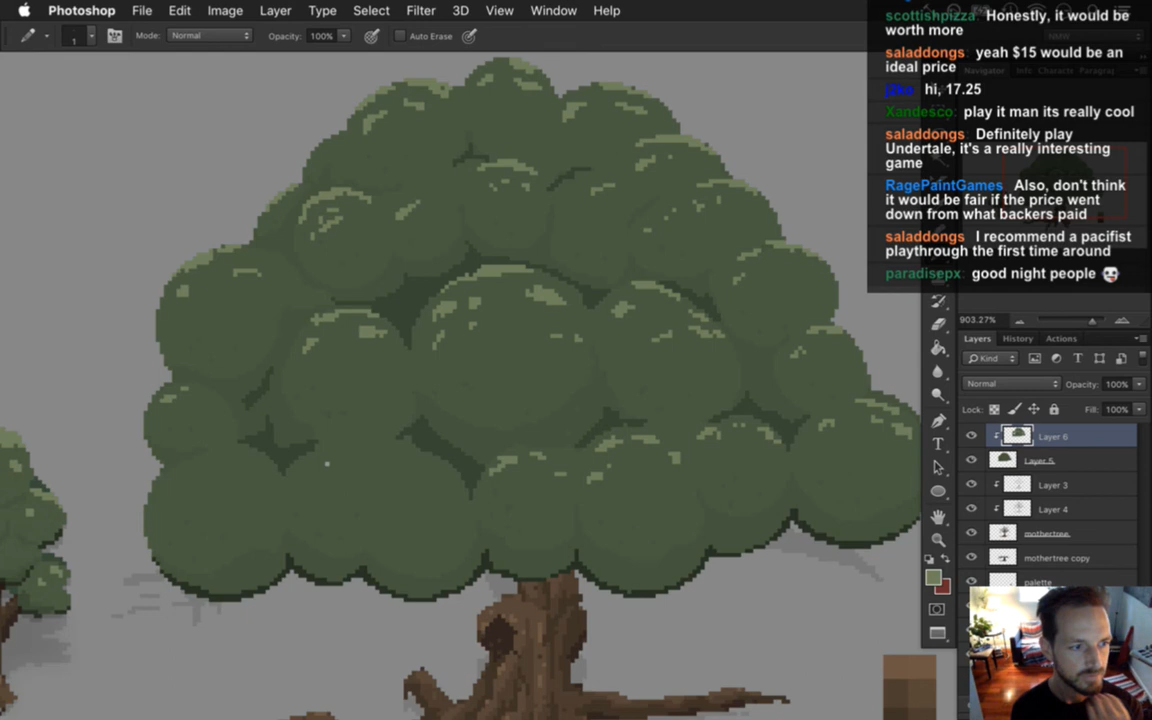 Photoshop File Edit Image Layer Type Select Filter 3D View Window Help
1 Mode: Normal Opacity: 100% Auto Erase
scottishpizza: Honestly, it would be
worth more
saladdongs: yeah $15 would be an
ideal price
j2ko: hi, 17.25
Xandesco: play it man its really cool
saladdongs: Definitely play
Undertale, it's a really interesting
game
RagePaintGames: Also, don't think
it would be fair if the price went
down from what backers paid
saladdongs: I recommend a pacifist
playthrough the first time around
paradisepx: good night people
903.27%
Layers History Actions
Kind
Normal Opacity: 100%
Lock: Fill: 100%
Layer 6
Layer 5
Layer 3
Layer 4
mothertree
mothertree copy
palette